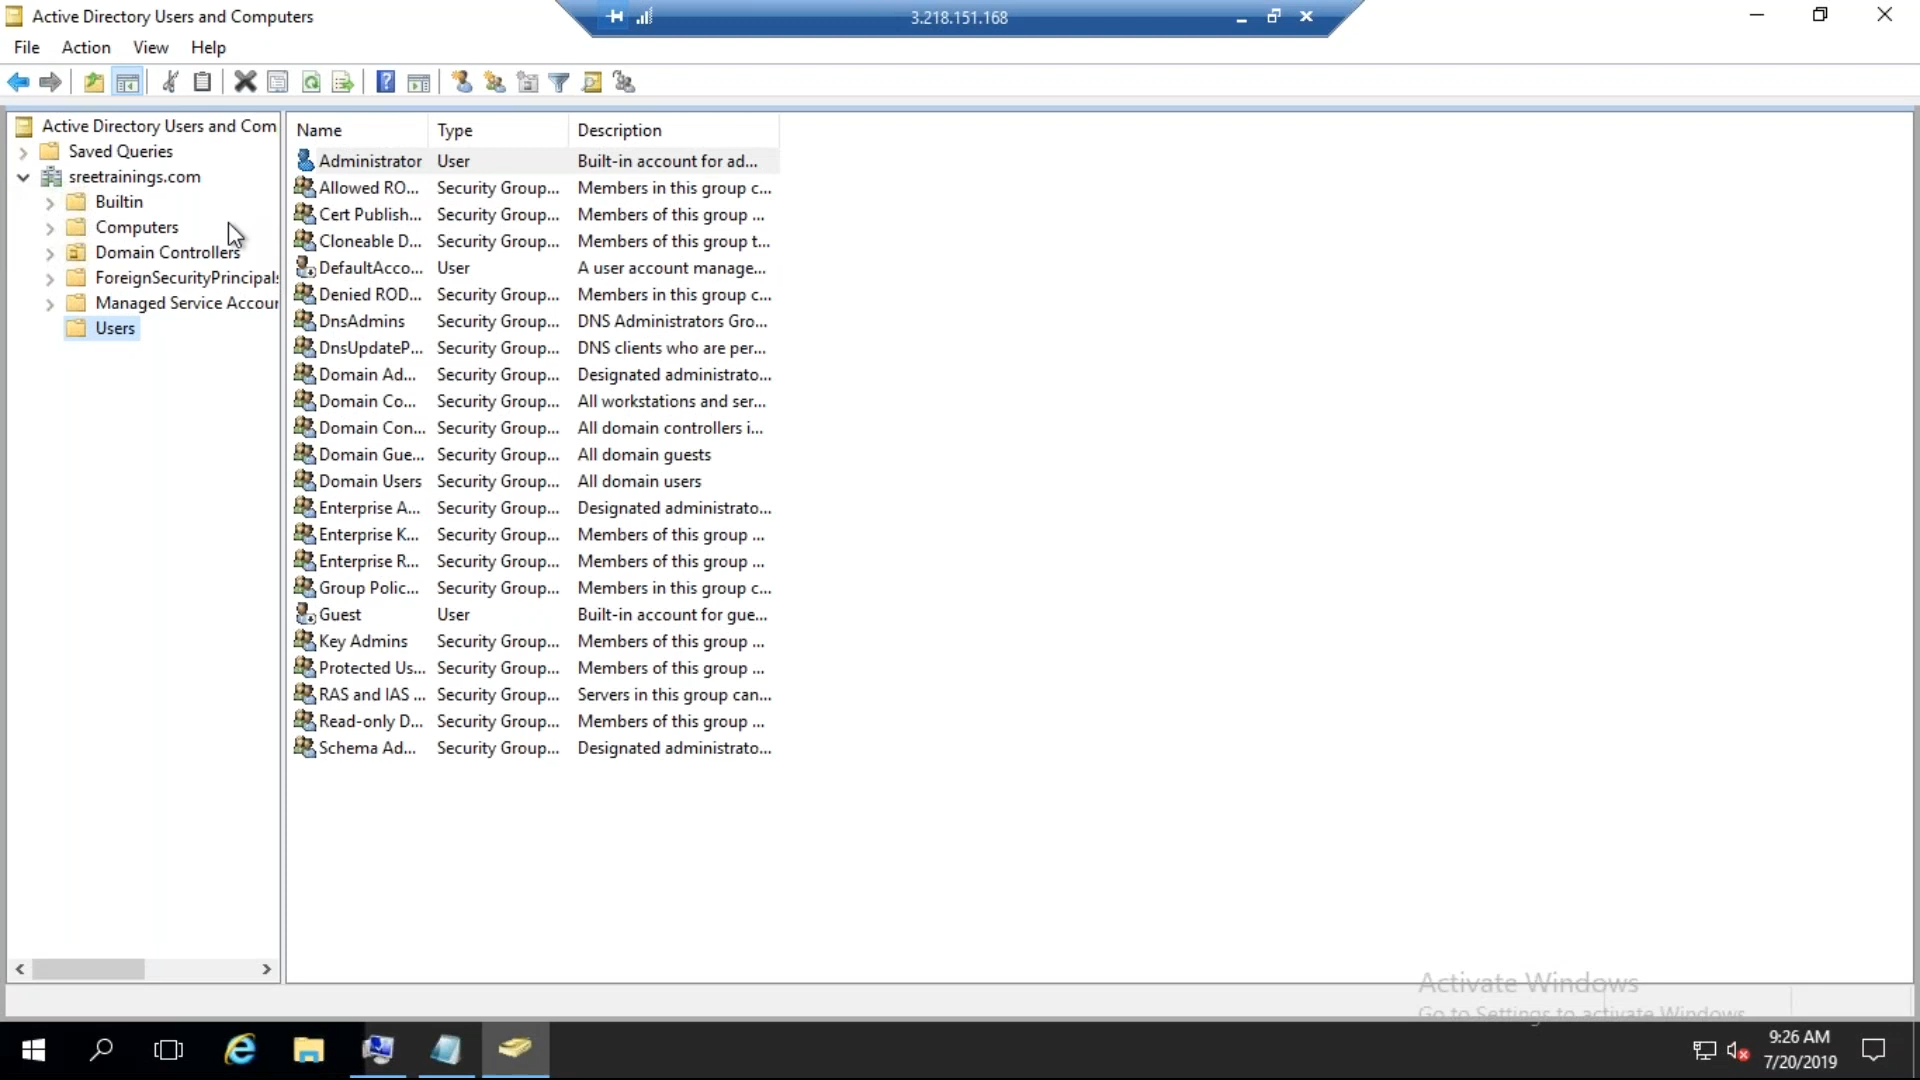 Active Directory Users and Computers
3.218.151.168
File Action View Help
Active Directory Users and Com
Saved Queries
sreetrainings.com
Builtin
Computers
Domain Controllers
ForeignSecurityPrincipals
Managed Service Accour
Users
Name Type Description
Administrator User Built-in account for ad...
Allowed RO... Security Group... Members in this group c...
Cert Publish... Security Group... Members of this group ...
Cloneable D... Security Group... Members of this group t...
DefaultAcco... User A user account manage...
Denied ROD... Security Group... Members in this group c...
DnsAdmins Security Group... DNS Administrators Gro...
DnsUpdateP... Security Group... DNS clients who are per...
Domain Ad... Security Group... Designated administrato...
Domain Co... Security Group... All workstations and ser...
Domain Con... Security Group... All domain controllers i...
Domain Gue... Security Group... All domain guests
Domain Users Security Group... All domain users
Enterprise A... Security Group... Designated administrato...
Enterprise K... Security Group... Members of this group ...
Enterprise R... Security Group... Members of this group ...
Group Polic... Security Group... Members in this group c...
Guest User Built-in account for gue...
Key Admins Security Group... Members of this group ...
Protected Us... Security Group... Members of this group ...
RAS and IAS ... Security Group... Servers in this group can...
Read-only D... Security Group... Members of this group ...
Schema Ad... Security Group... Designated administrato...
Activate Windows
Go to Settings to activate Windows.
9:26 AM
7/20/2019